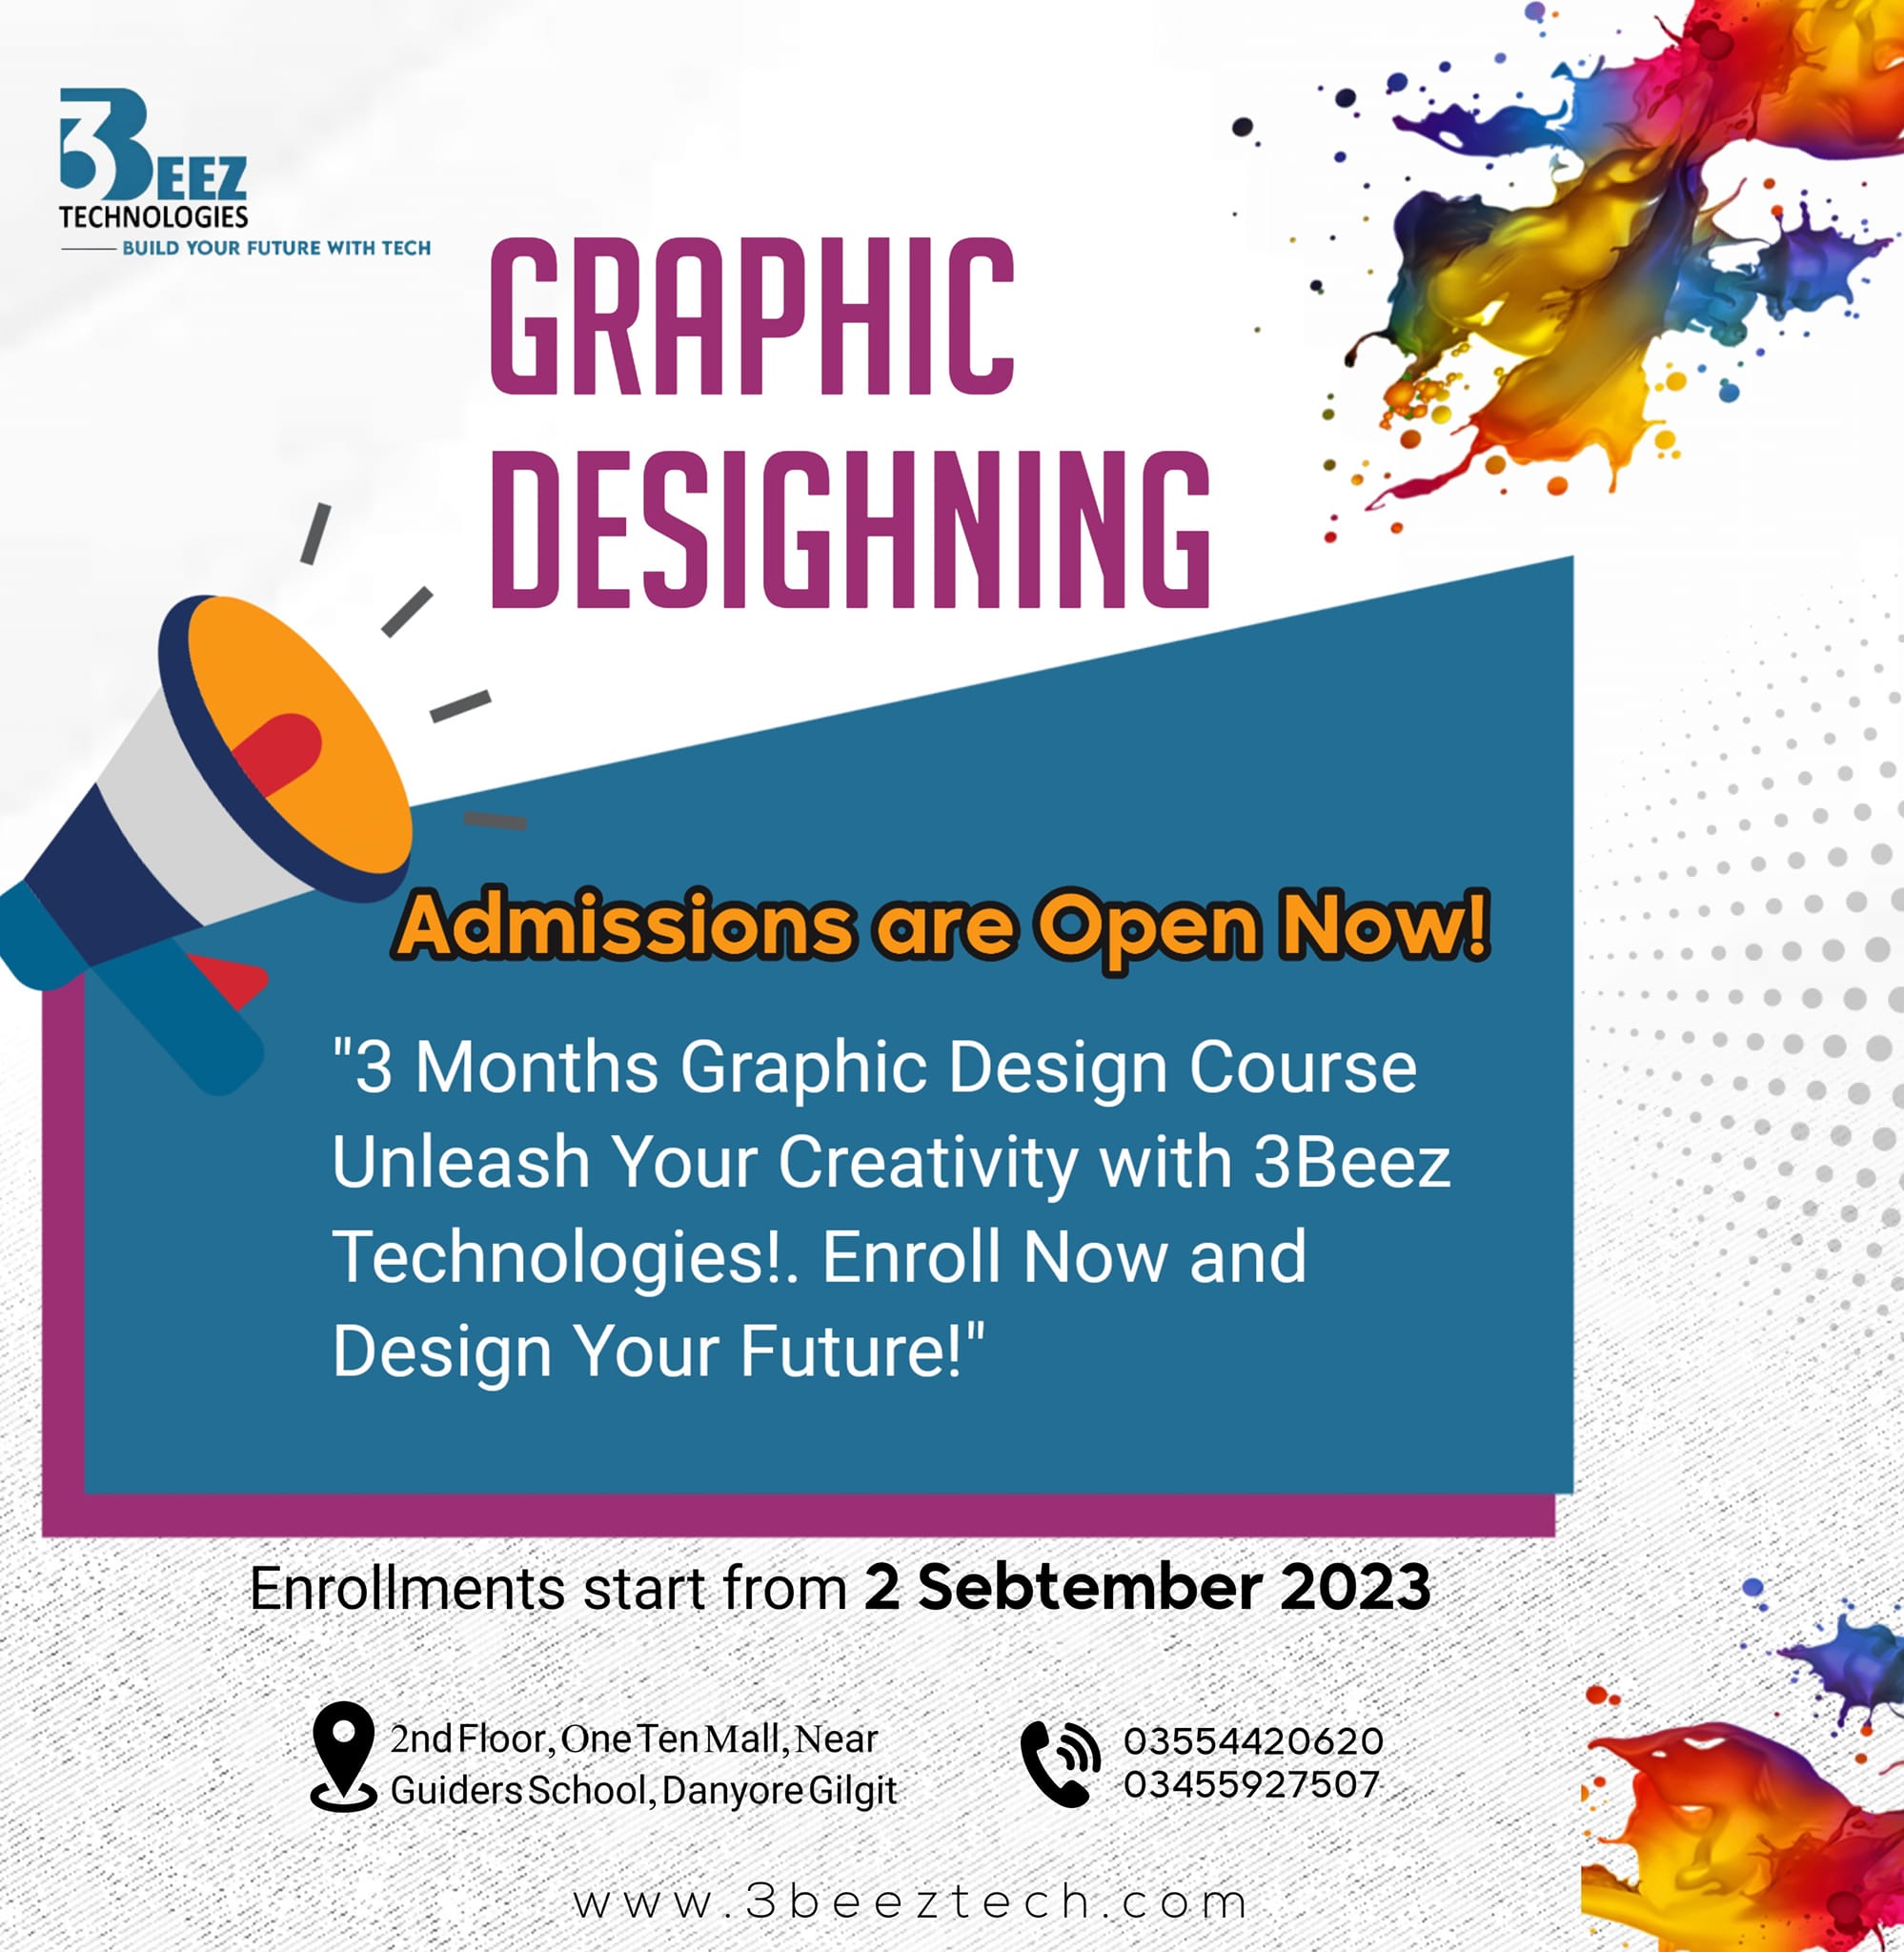 3BEEZ
TECHNOLOGIES
BUILD YOUR FUTURE WITH TECH
GRAPHIC
DESIGHNING
Admissions are Open Now!
"3 Months Graphic Design Course
Unleash Your Creativity with 3Beez
Technologies!. Enroll Now and
Design Your Future!"
Enrollments start from 2 Sebtember 2023
2nd Floor, One Ten Mall, Near
Guiders School, Danyore Gilgit
03554420620
03455927507
www.3beeztech.com